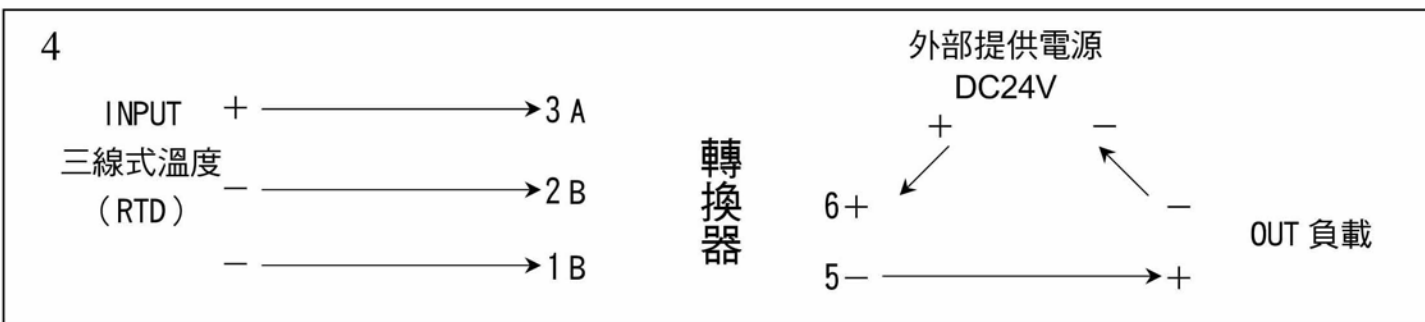 4
外部提供電源
DC24V
INPUT + 3 A
三線式溫度
(RTD)
− 2 B
− 1 B
轉換器
+ −
6+
5−
−
+
OUT 負載